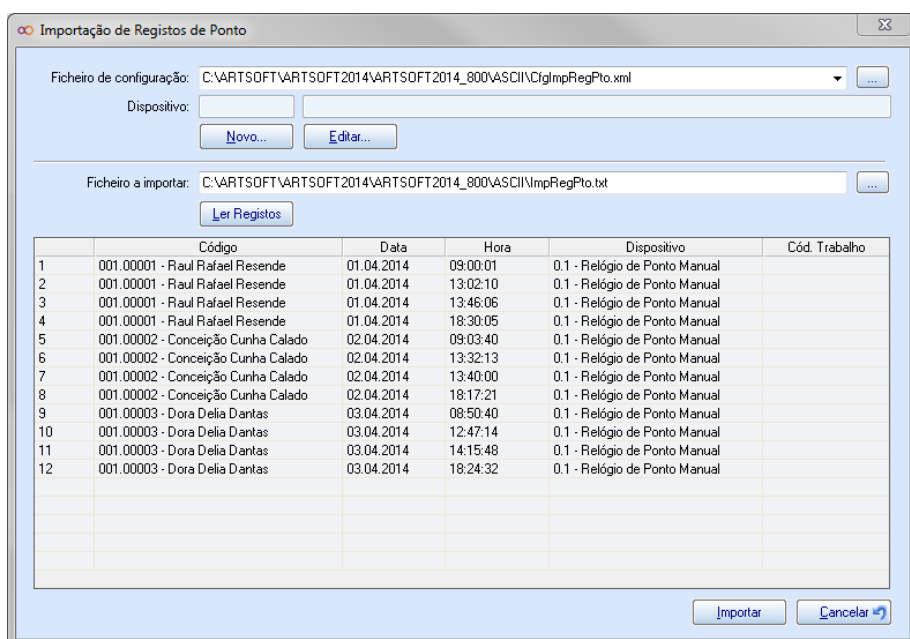 Importação de Registos de Ponto
Ficheiro de configuração: C:\ARTSOFT\ARTSOFT2014\ARTSOFT2014_800\ASCII\CfgImpRegPto.xml ...
Dispositivo:
Novo... Editar...
Ficheiro a importar: C:\ARTSOFT\ARTSOFT2014\ARTSOFT2014_800\ASCII\ImpRegPto.txt ...
Ler Registos
Código Data Hora Dispositivo Cód. Trabalho
1 001.00001 - Raul Rafael Resende 01.04.2014 09:00:01 0.1 - Relógio de Ponto Manual
2 001.00001 - Raul Rafael Resende 01.04.2014 13:02:10 0.1 - Relógio de Ponto Manual
3 001.00001 - Raul Rafael Resende 01.04.2014 13:46:06 0.1 - Relógio de Ponto Manual
4 001.00001 - Raul Rafael Resende 01.04.2014 18:30:05 0.1 - Relógio de Ponto Manual
5 001.00002 - Conceição Cunha Calado 02.04.2014 09:03:40 0.1 - Relógio de Ponto Manual
6 001.00002 - Conceição Cunha Calado 02.04.2014 13:32:13 0.1 - Relógio de Ponto Manual
7 001.00002 - Conceição Cunha Calado 02.04.2014 13:40:00 0.1 - Relógio de Ponto Manual
8 001.00002 - Conceição Cunha Calado 02.04.2014 18:17:21 0.1 - Relógio de Ponto Manual
9 001.00003 - Dora Delia Dantas 03.04.2014 08:50:40 0.1 - Relógio de Ponto Manual
10 001.00003 - Dora Delia Dantas 03.04.2014 12:47:14 0.1 - Relógio de Ponto Manual
11 001.00003 - Dora Delia Dantas 03.04.2014 14:15:48 0.1 - Relógio de Ponto Manual
12 001.00003 - Dora Delia Dantas 03.04.2014 18:24:32 0.1 - Relógio de Ponto Manual
Importar Cancelar